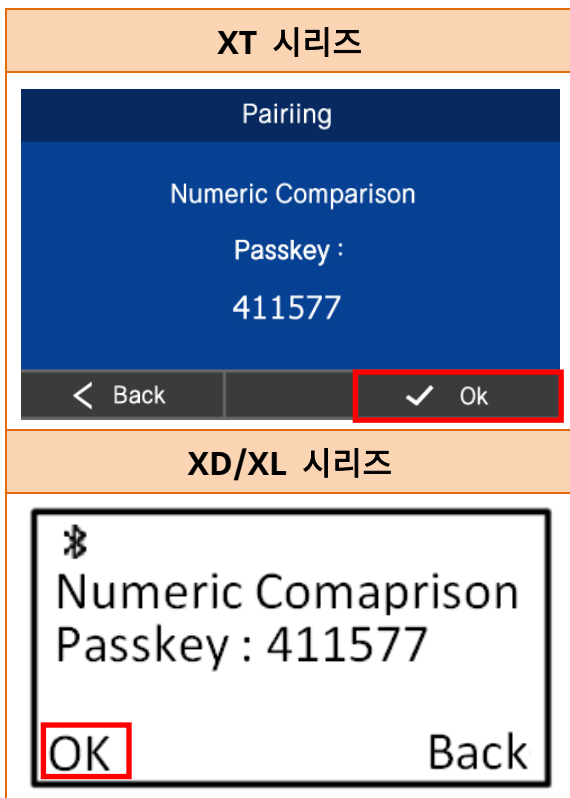 XT 시리즈
Pairiing
Numeric Comparison
Passkey :
411577
Back Ok
XD/XL 시리즈
Numeric Comaprison
Passkey : 411577
OK Back